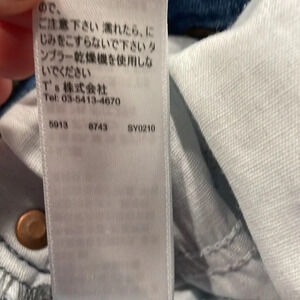 ので、
ご注意下さい 濡れたら、に
じみをこすらないで下さい タ
ンブラー乾燥機を使用しな
いでください
T's 株式会社
Tel: 03-5413-4670
5913 8743 SY0210